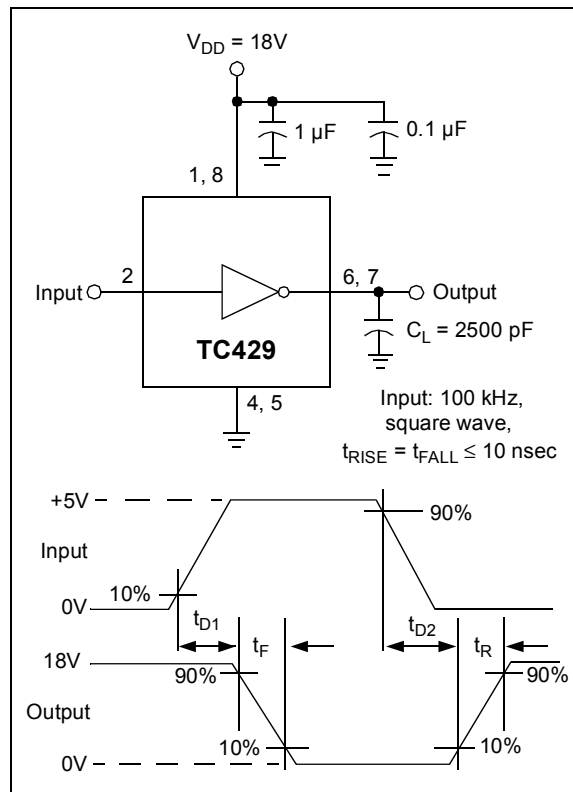 V_DD = 18V
1 µF
0.1 µF
1, 8
Input
2
6, 7
Output
TC429
C_L = 2500 pF
4, 5
Input: 100 kHz,
square wave,
t_RISE = t_FALL ≤ 10 nsec
+5V
90%
Input
10%
0V
t_D1
t_F
t_D2
t_R
18V
90%
90%
Output
10%
10%
0V